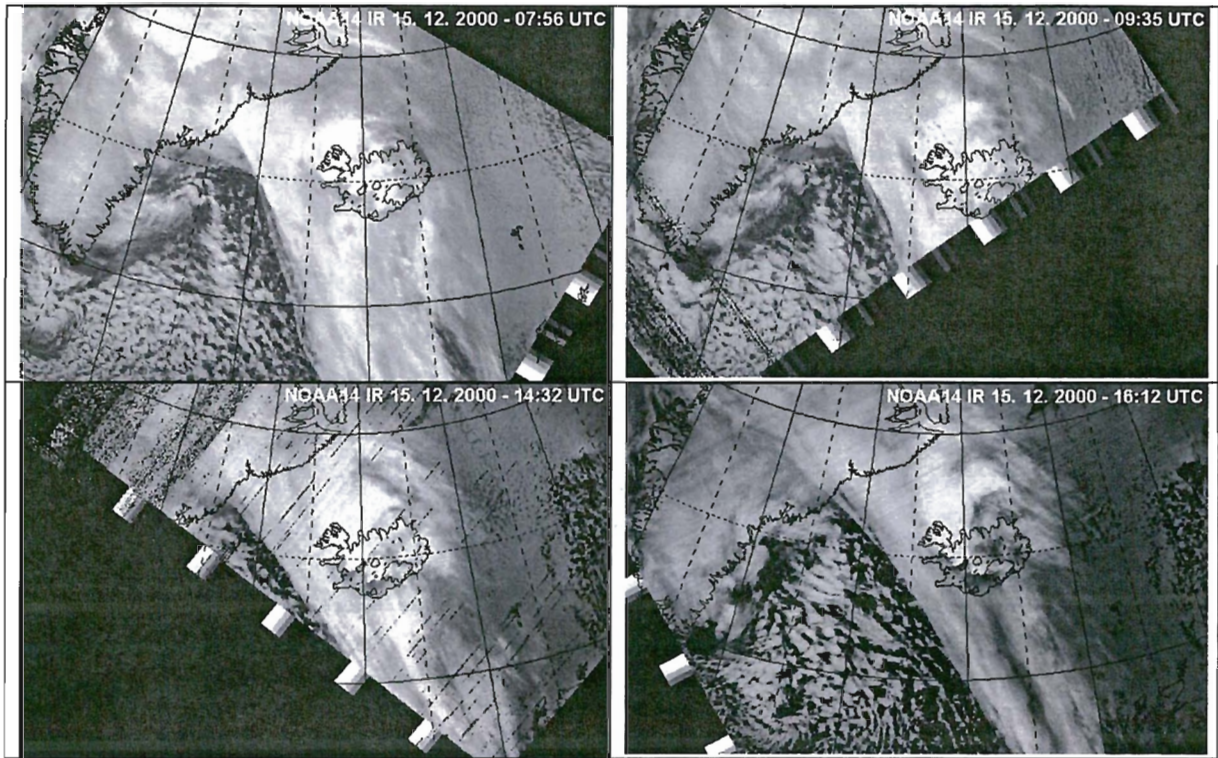 NOAA14 IR 15. 12. 2000 - 07:56 UTC
NOAA14 IR 15. 12. 2000 - 09:35 UTC
NOAA14 IR 15. 12. 2000 - 14:32 UTC
NOAA14 IR 15. 12. 2000 - 16:12 UTC